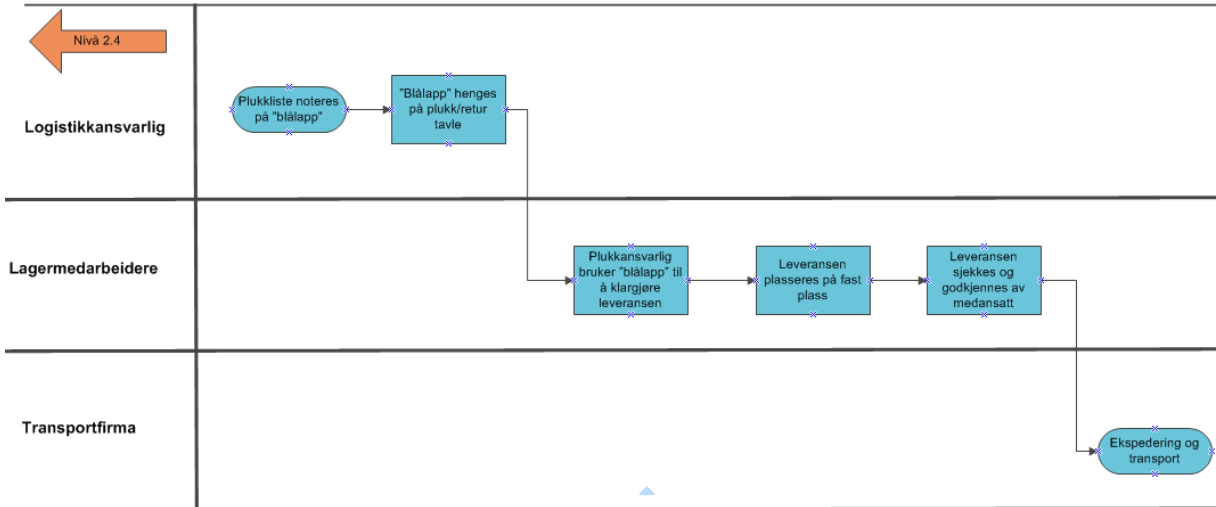 Nivå 2.4
Logistikkansvarlig
Plukkliste noteres
på "blålapp"
"Blålapp" henges
på plukk/retur
tavle
Lagermedarbeidere
Plukkansvarlig
bruker "blålapp" til
å klargjøre
leveransen
Leveransen
plasseres på fast
plass
Leveransen
sjekkes og
godkjennes av
medansatt
Transportfirma
Ekspedering og
transport